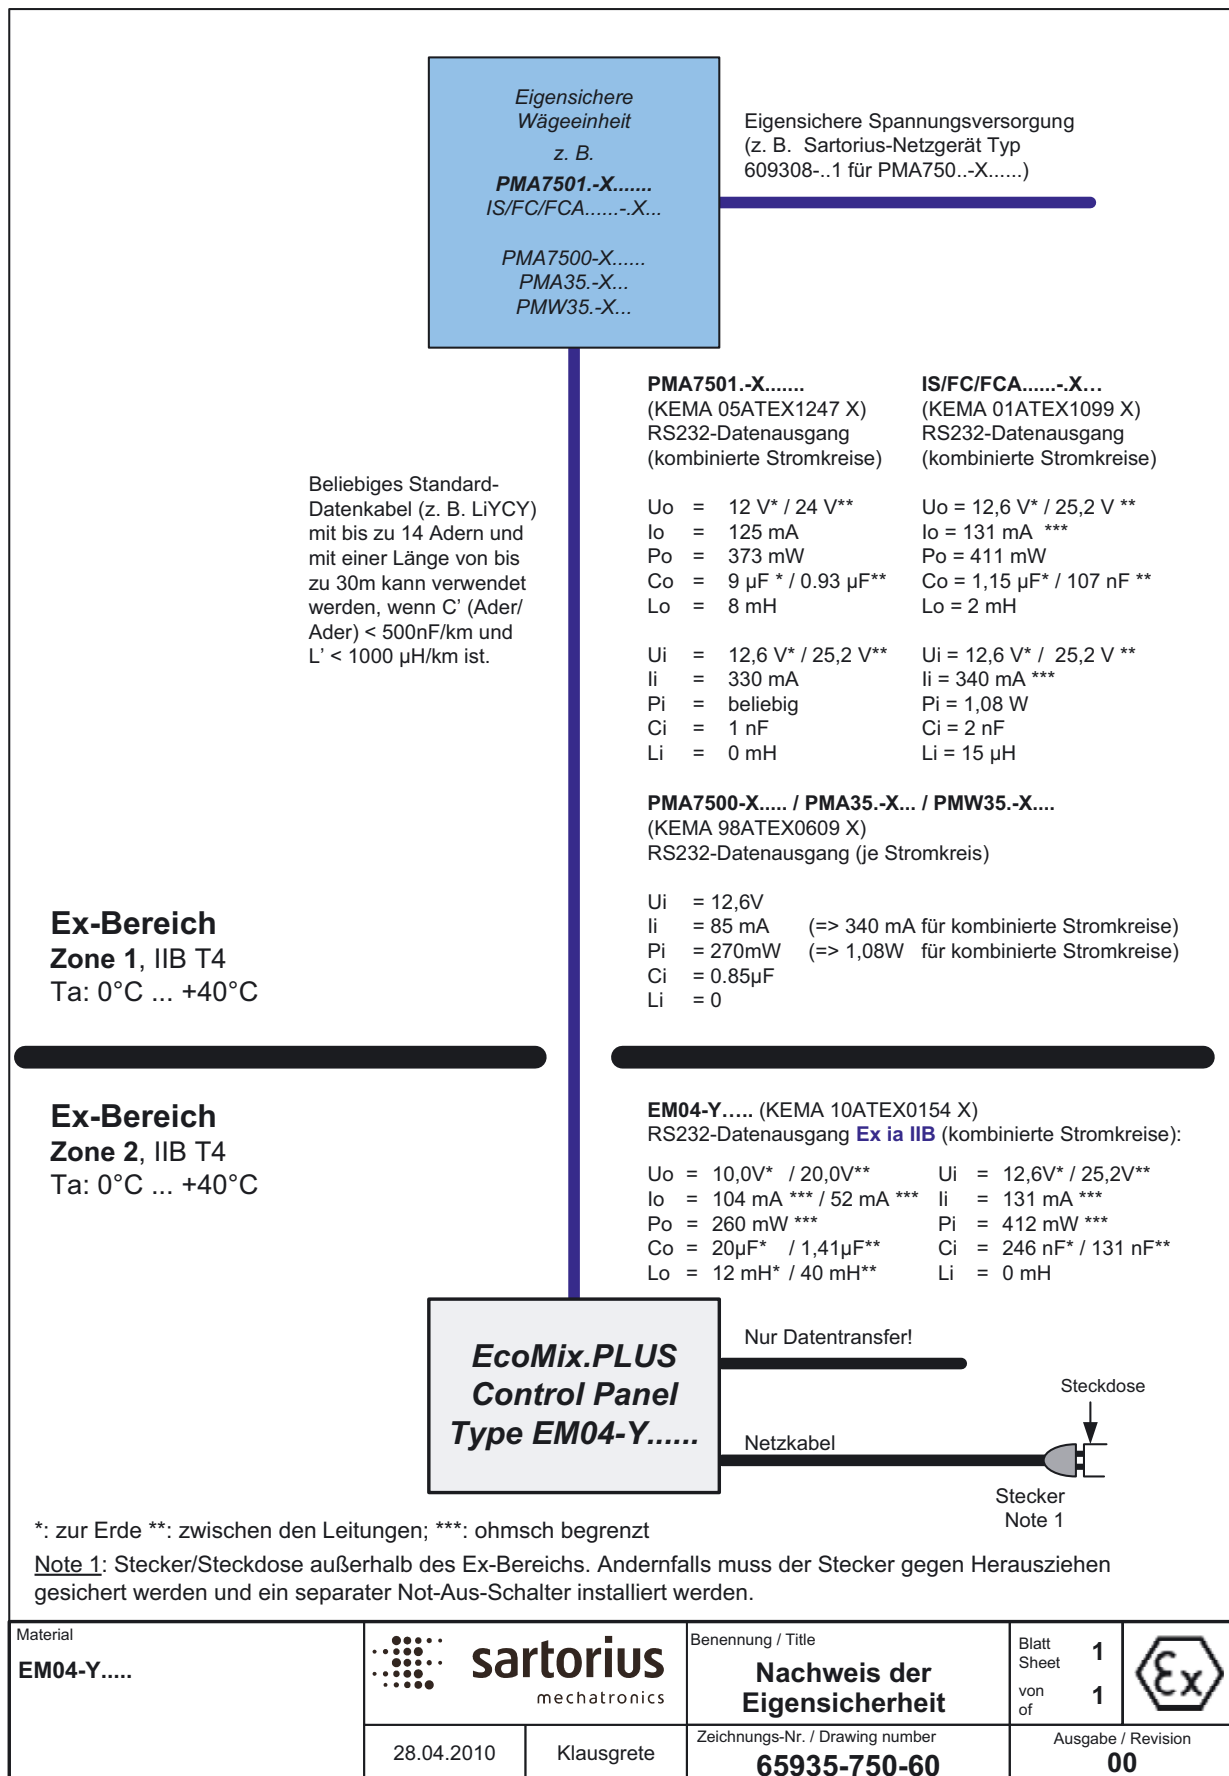 Eigensichere
Wägeeinheit
z. B.
PMA7501.-X.......
IS/FC/FCA......-.X...
PMA7500-X......
PMA35.-X...
PMW35.-X...
Eigensichere Spannungsversorgung
(z. B.  Sartorius-Netzgerät Typ
609308-..1 für PMA750..-X......)
Beliebiges Standard-
Datenkabel (z. B. LiYCY)
mit bis zu 14 Adern und
mit einer Länge von bis
zu 30m kann verwendet
werden, wenn C' (Ader/
Ader) < 500nF/km und
L' < 1000 µH/km ist.
PMA7501.-X.......
(KEMA 05ATEX1247 X)
RS232-Datenausgang
(kombinierte Stromkreise)
Uo = 12 V* / 24 V**
Io = 125 mA
Po = 373 mW
Co = 9 µF * / 0.93 µF**
Lo = 8 mH
Ui = 12,6 V* / 25,2 V**
Ii = 330 mA
Pi = beliebig
Ci = 1 nF
Li = 0 mH
IS/FC/FCA......-.X…
(KEMA 01ATEX1099 X)
RS232-Datenausgang
(kombinierte Stromkreise)
Uo = 12,6 V* / 25,2 V **
Io = 131 mA ***
Po = 411 mW
Co = 1,15 µF* / 107 nF **
Lo = 2 mH
Ui = 12,6 V* / 25,2 V **
Ii = 340 mA ***
Pi = 1,08 W
Ci = 2 nF
Li = 15 µH
PMA7500-X..... / PMA35.-X... / PMW35.-X....
(KEMA 98ATEX0609 X)
RS232-Datenausgang (je Stromkreis)
Ui = 12,6V
Ii = 85 mA (=> 340 mA für kombinierte Stromkreise)
Pi = 270mW (=> 1,08W für kombinierte Stromkreise)
Ci = 0.85µF
Li = 0
Ex-Bereich
Zone 1, IIB T4
Ta: 0°C ... +40°C
Ex-Bereich
Zone 2, IIB T4
Ta: 0°C ... +40°C
EM04-Y….. (KEMA 10ATEX0154 X)
RS232-Datenausgang Ex ia IIB (kombinierte Stromkreise):
Uo = 10,0V* / 20,0V** Ui = 12,6V* / 25,2V**
Io = 104 mA *** / 52 mA *** Ii = 131 mA ***
Po = 260 mW *** Pi = 412 mW ***
Co = 20µF* / 1,41µF** Ci = 246 nF* / 131 nF**
Lo = 12 mH* / 40 mH** Li = 0 mH
EcoMix.PLUS
Control Panel
Type EM04-Y......
Nur Datentransfer!
Steckdose
Netzkabel
Stecker
Note 1
*: zur Erde **: zwischen den Leitungen; ***: ohmsch begrenzt
Note 1: Stecker/Steckdose außerhalb des Ex-Bereichs. Andernfalls muss der Stecker gegen Herausziehen
gesichert werden und ein separater Not-Aus-Schalter installiert werden.
Material
EM04-Y.....
sartorius
mechatronics
28.04.2010
Klausgrete
Benennung / Title
Nachweis der
Eigensicherheit
Zeichnungs-Nr. / Drawing number
65935-750-60
Blatt 1
Sheet
von 1
of
Ex
Ausgabe / Revision
00